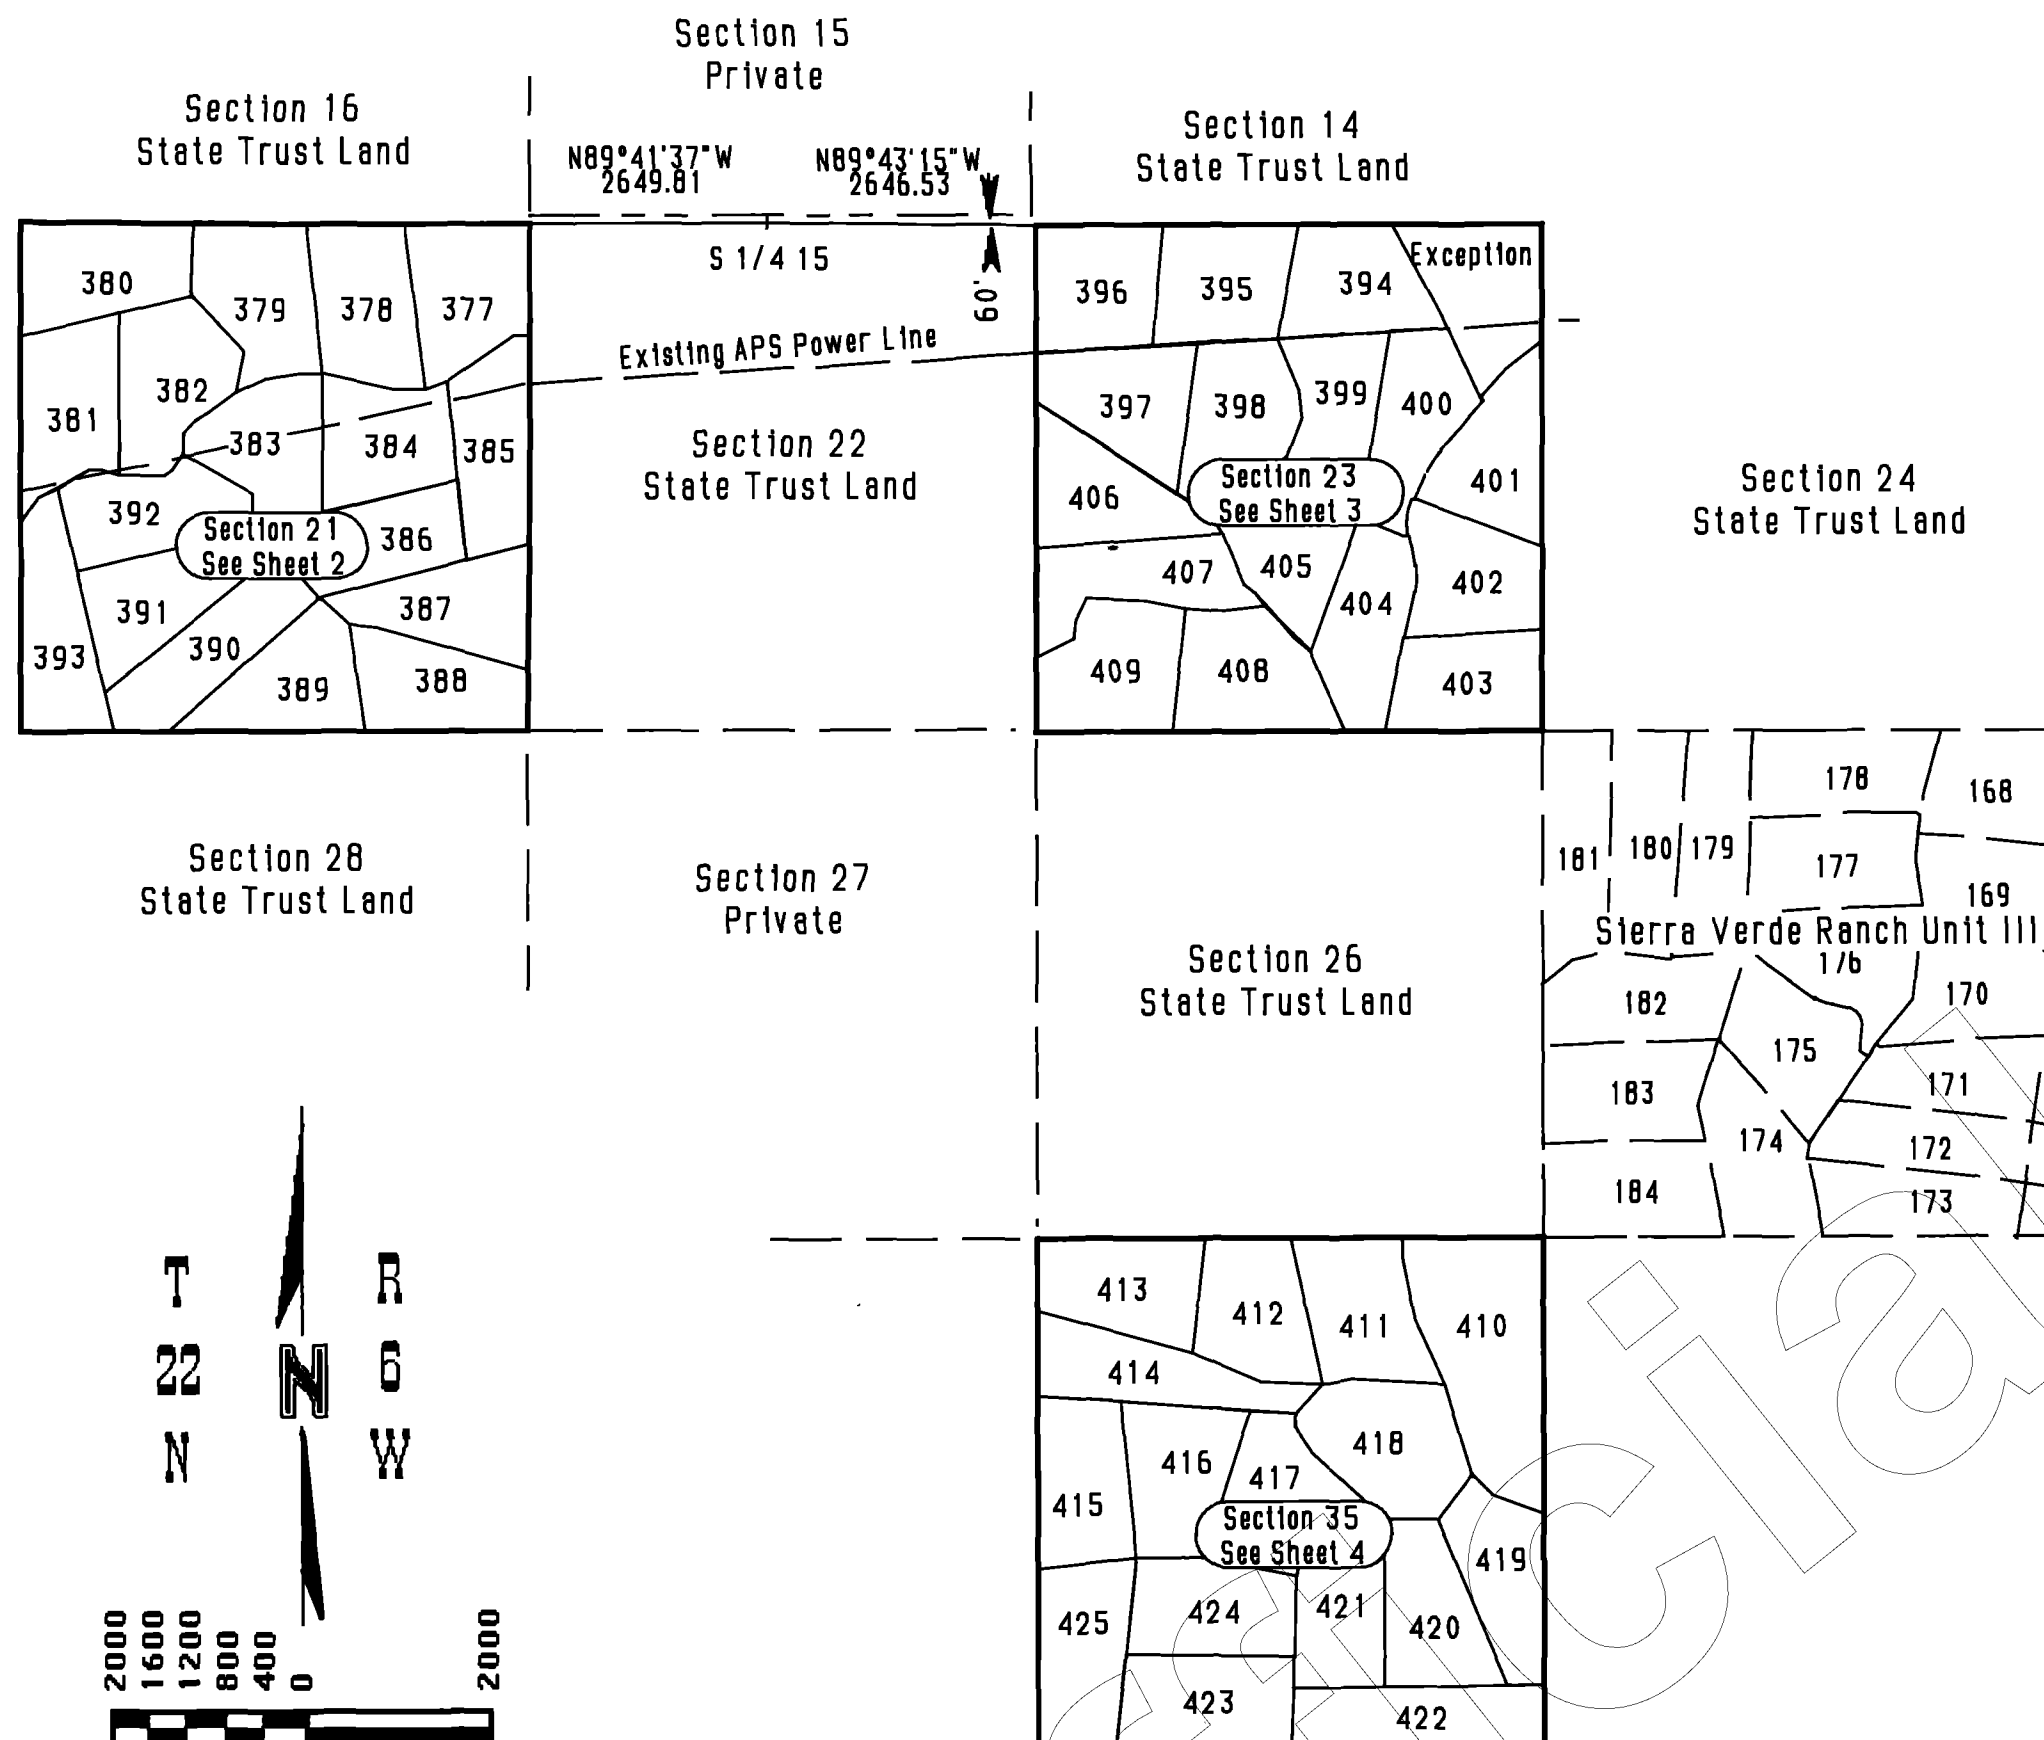 Section 15
Private
Section 16
State Trust Land
Section 14
State Trust Land
N89°41'37"W
2649.81
N89°43'15"W
2646.53
S 1/4 15
60'
Existing APS Power Line
380
379
378
377
382
381
383
384
385
392
Section 21
See Sheet 2
386
391
387
390
393
389
388
Section 22
State Trust Land
396
395
394
Exception
397
398
399
400
401
406
Section 23
See Sheet 3
407
405
404
402
409
408
403
Section 24
State Trust Land
Section 28
State Trust Land
Section 27
Private
Section 26
State Trust Land
178
168
181
180
179
177
169
Sierra Verde Ranch Unit III
176
182
170
175
183
171
174
172
184
173
T
22
N
N
R
6
W
2000
1600
1200
800
400
0
2000
413
412
411
410
414
418
416
417
415
Section 35
See Sheet 4
419
424
421
425
420
423
422